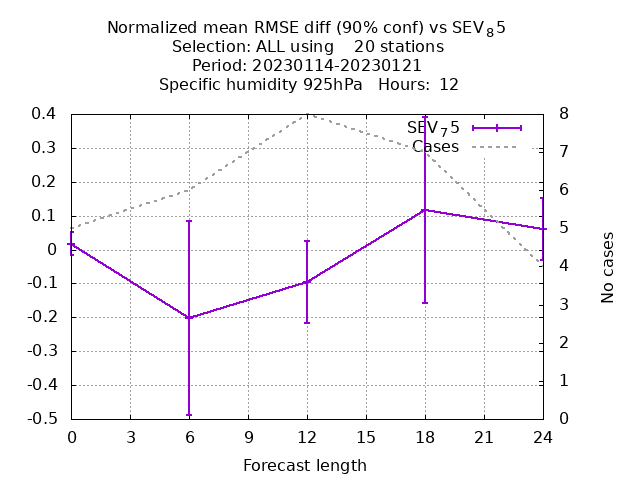 Normalized mean RMSE diff (90% conf) vs SEV₈5
Selection: ALL using    20 stations
Period: 20230114-20230121
Specific humidity 925hPa   Hours:  12
0.4
0.3
0.2
0.1
0
-0.1
-0.2
-0.3
-0.4
-0.5
8
7
6
5
4
3
2
1
0
SEV₇5
Cases
No cases
0 3 6 9 12 15 18 21 24
Forecast length